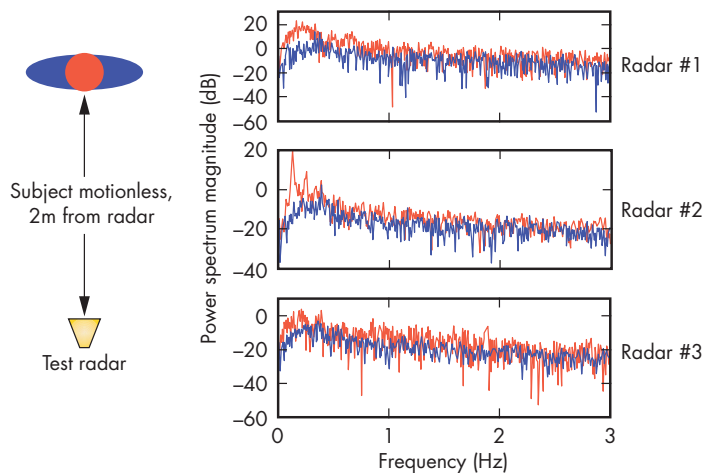 Subject motionless,
2m from radar
Test radar
Power spectrum magnitude (dB)
20
0
–20
–40
–60
Radar #1
20
0
–20
–40
Radar #2
0
–20
–40
–60
Radar #3
0 1 2 3
Frequency (Hz)